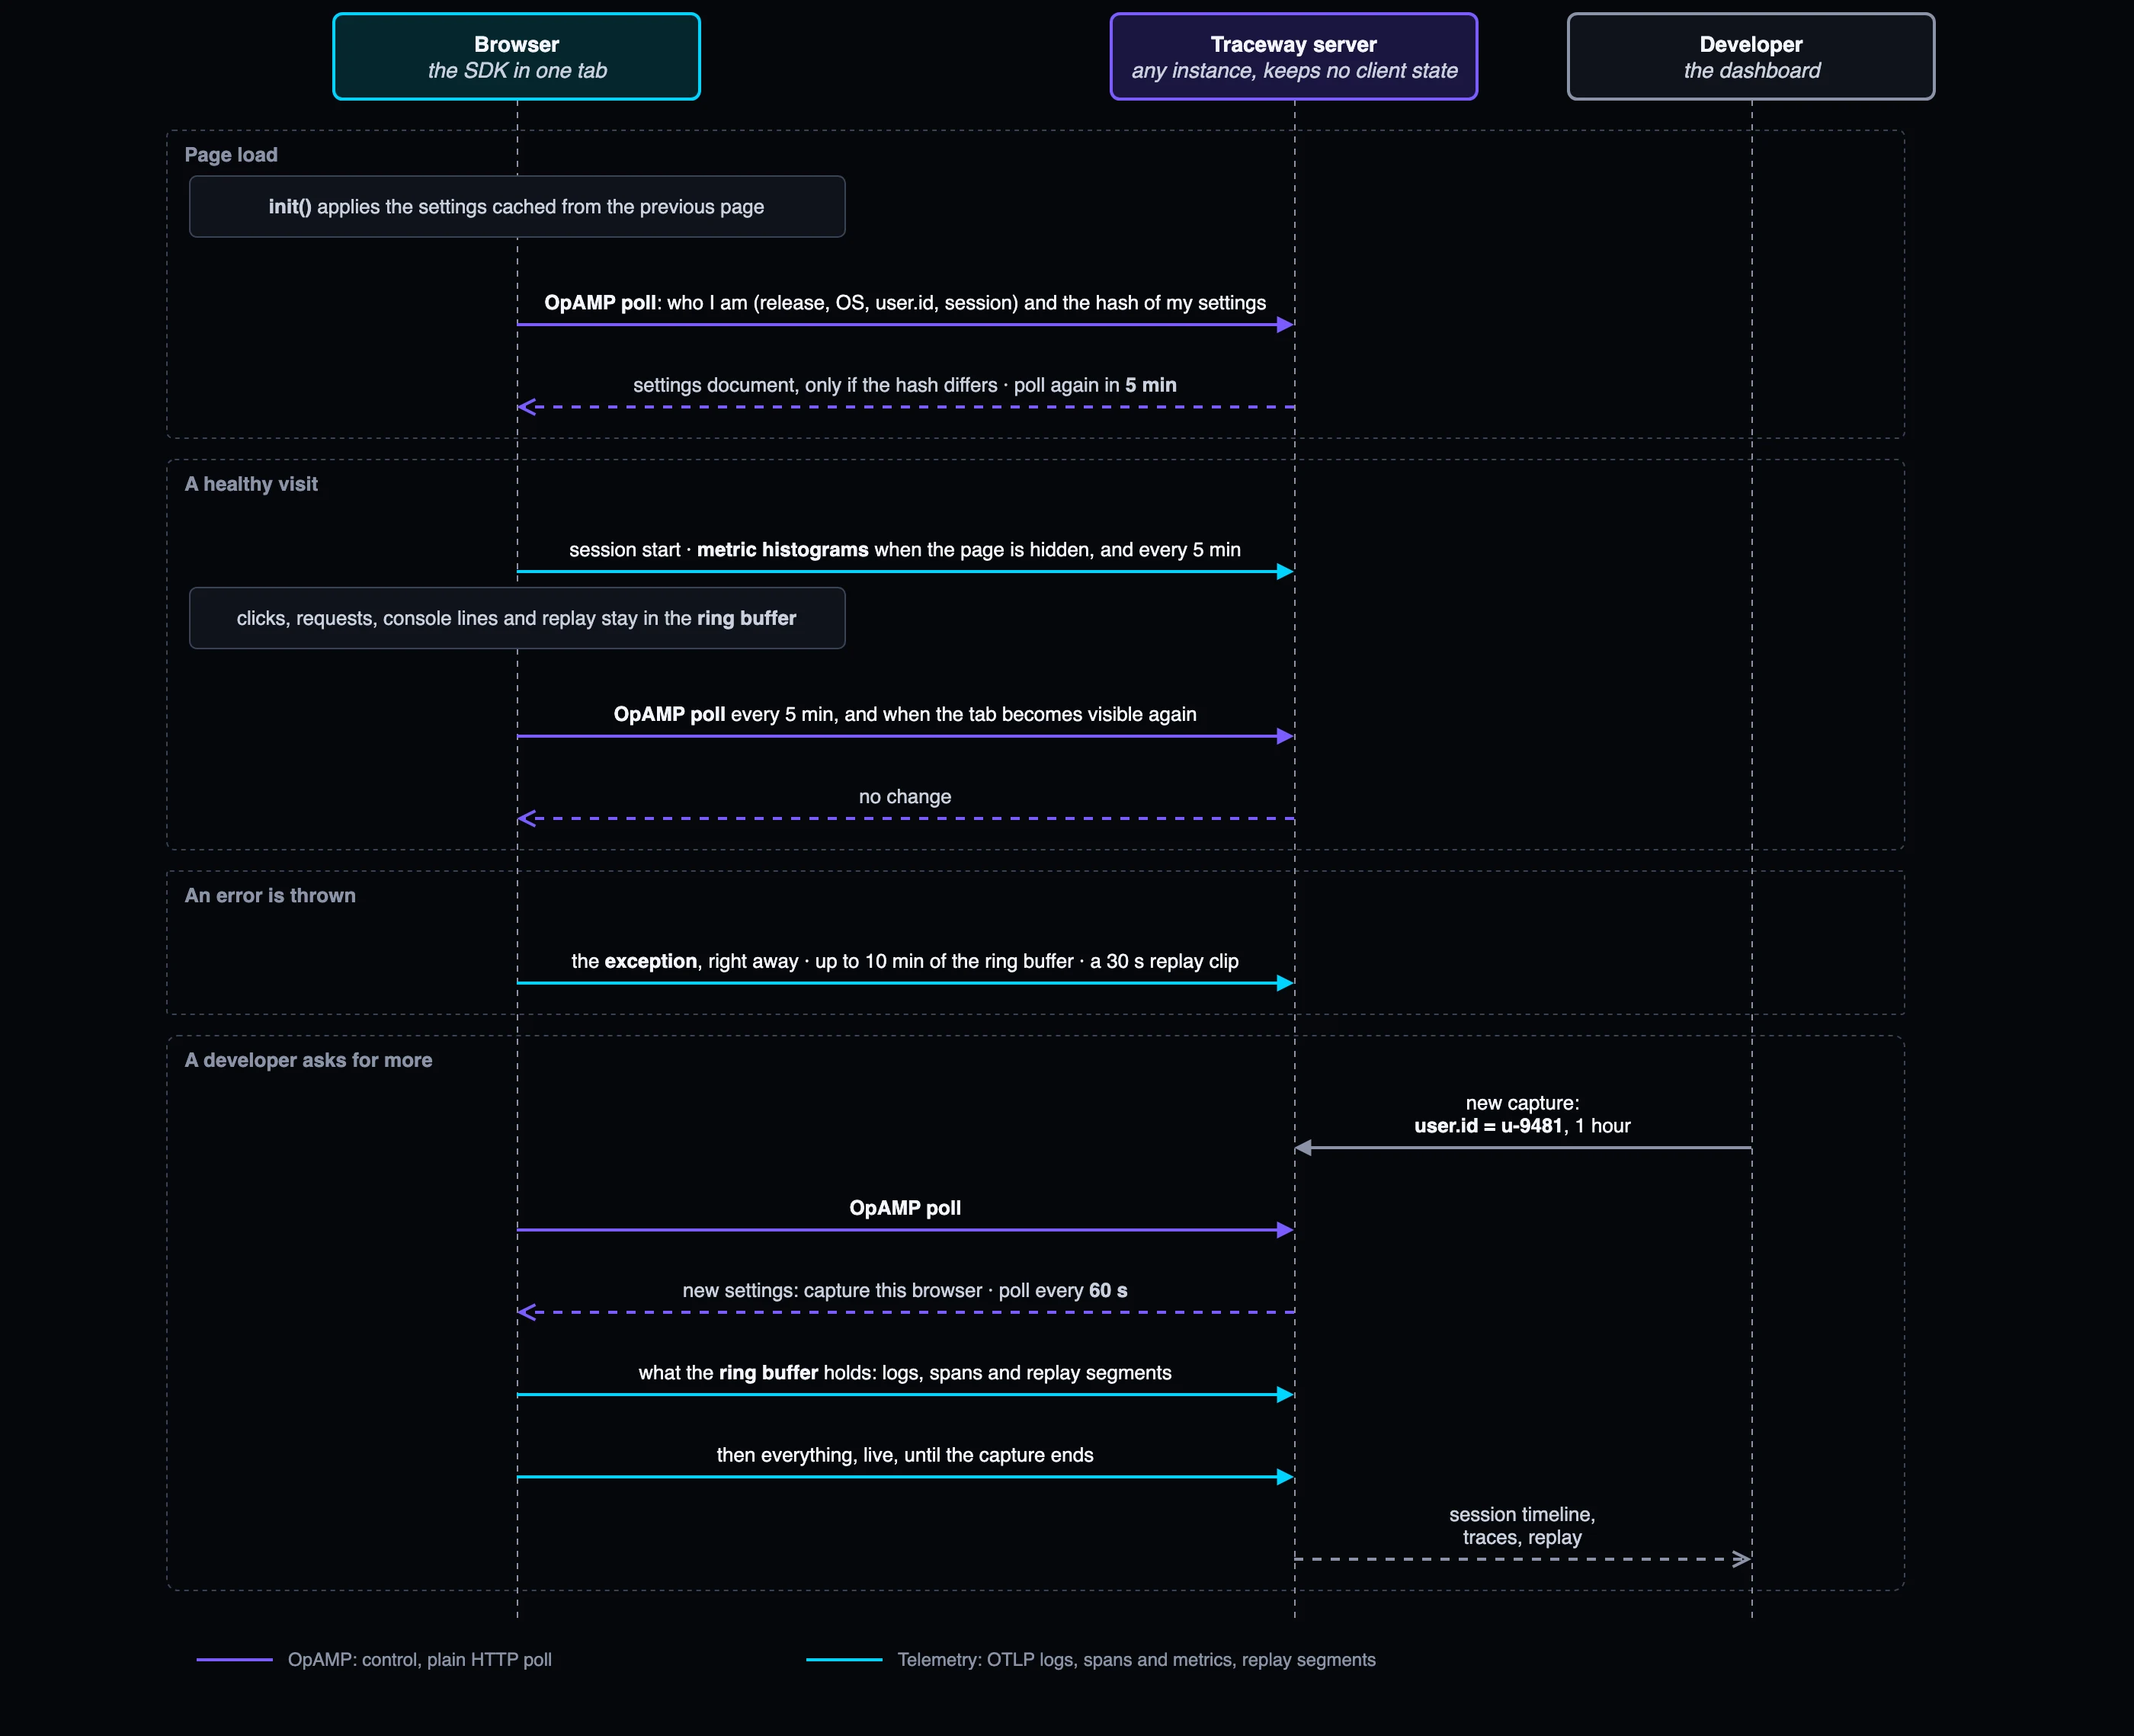 Browser
the SDK in one tab
Traceway server
any instance, keeps no client state
Developer
the dashboard
Page load
init() applies the settings cached from the previous page
OpAMP poll: who I am (release, OS, user.id, session) and the hash of my settings
settings document, only if the hash differs · poll again in 5 min
A healthy visit
session start · metric histograms when the page is hidden, and every 5 min
clicks, requests, console lines and replay stay in the ring buffer
OpAMP poll every 5 min, and when the tab becomes visible again
no change
An error is thrown
the exception, right away · up to 10 min of the ring buffer · a 30 s replay clip
A developer asks for more
new capture:
user.id = u-9481, 1 hour
OpAMP poll
new settings: capture this browser · poll every 60 s
what the ring buffer holds: logs, spans and replay segments
then everything, live, until the capture ends
session timeline,
traces, replay
OpAMP: control, plain HTTP poll
Telemetry: OTLP logs, spans and metrics, replay segments